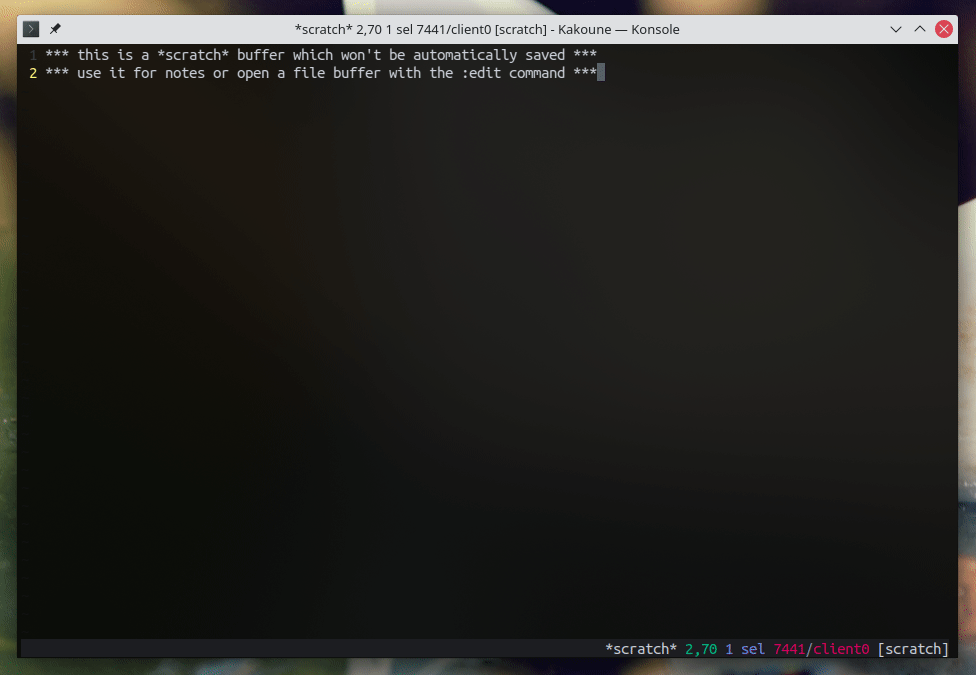 *scratch* 2,70 1 sel 7441/client0 [scratch] - Kakoune — Konsole
1 *** this is a *scratch* buffer which won't be automatically saved ***
2 *** use it for notes or open a file buffer with the :edit command ***
*scratch* 2,70 1 sel 7441/client0 [scratch]